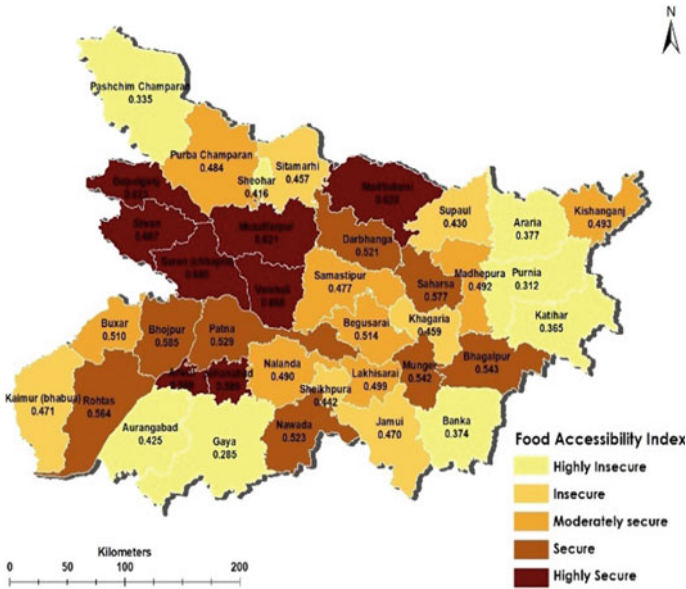 N
Pashchim Champaran
0.335
Purba Champaran
0.484
Sheohar
0.416
Sitamarhi
0.457
Supaul
0.430
Araria
0.377
Kishanganj
0.493
Darbhanga
0.521
Muzaffarpur
0.621
Siwan
Vaishali
Samastipur
0.477
Saharsa
0.577
Madhepura
0.492
Purnia
0.312
Katihar
0.365
Buxar
0.510
Bhojpur
0.585
Patna
0.529
Begusarai
0.514
Khagaria
0.459
Bhagalpur
0.543
Munger
0.542
Nalanda
0.490
Lakhisarai
0.499
Sheikhpura
0.442
Kaimur (bhabua)
0.471
Rohtas
0.564
Aurangabad
0.425
Gaya
0.285
Nawada
0.523
Jamui
0.470
Banka
0.374
Food Accessibility Index
Highly Insecure
Insecure
Moderately secure
Secure
Highly Secure
Kilometers
0 50 100 200